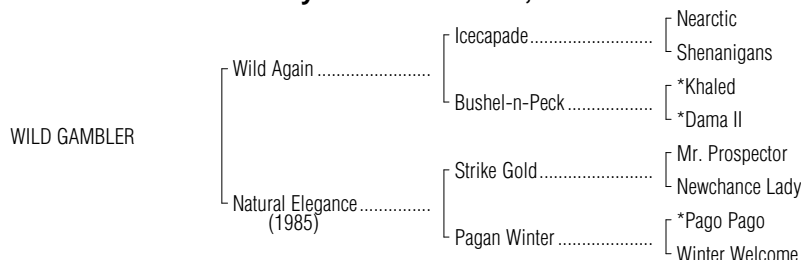 Nearctic
Icecapade
Shenanigans
Wild Again
*Khaled
Bushel-n-Peck
*Dama II
WILD GAMBLER
Mr. Prospector
Strike Gold
Newchance Lady
Natural Elegance
(1985)
*Pago Pago
Pagan Winter
Winter Welcome